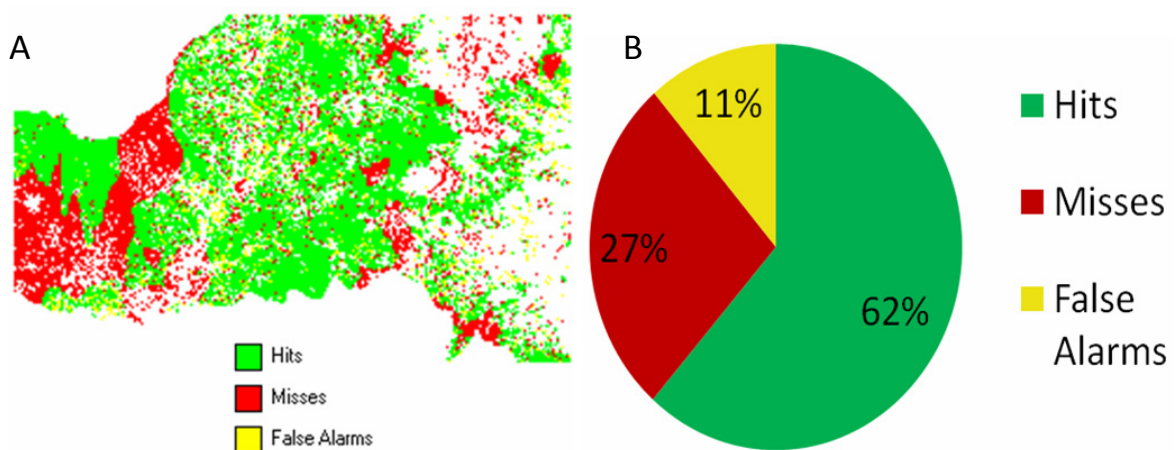 A
Hits
Misses
False Alarms
B
11%
27%
62%
Hits
Misses
False
Alarms